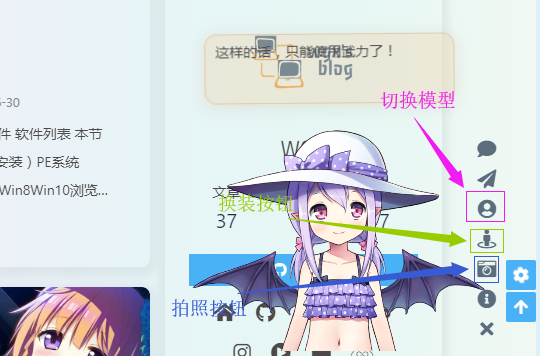 这样的话，只能使用武力了！
blog
切换模型
-30
件 软件列表 本节
安装）PE系统
Win8Win10浏览...
W
文章
换装按钮
37
7
拍照按钮